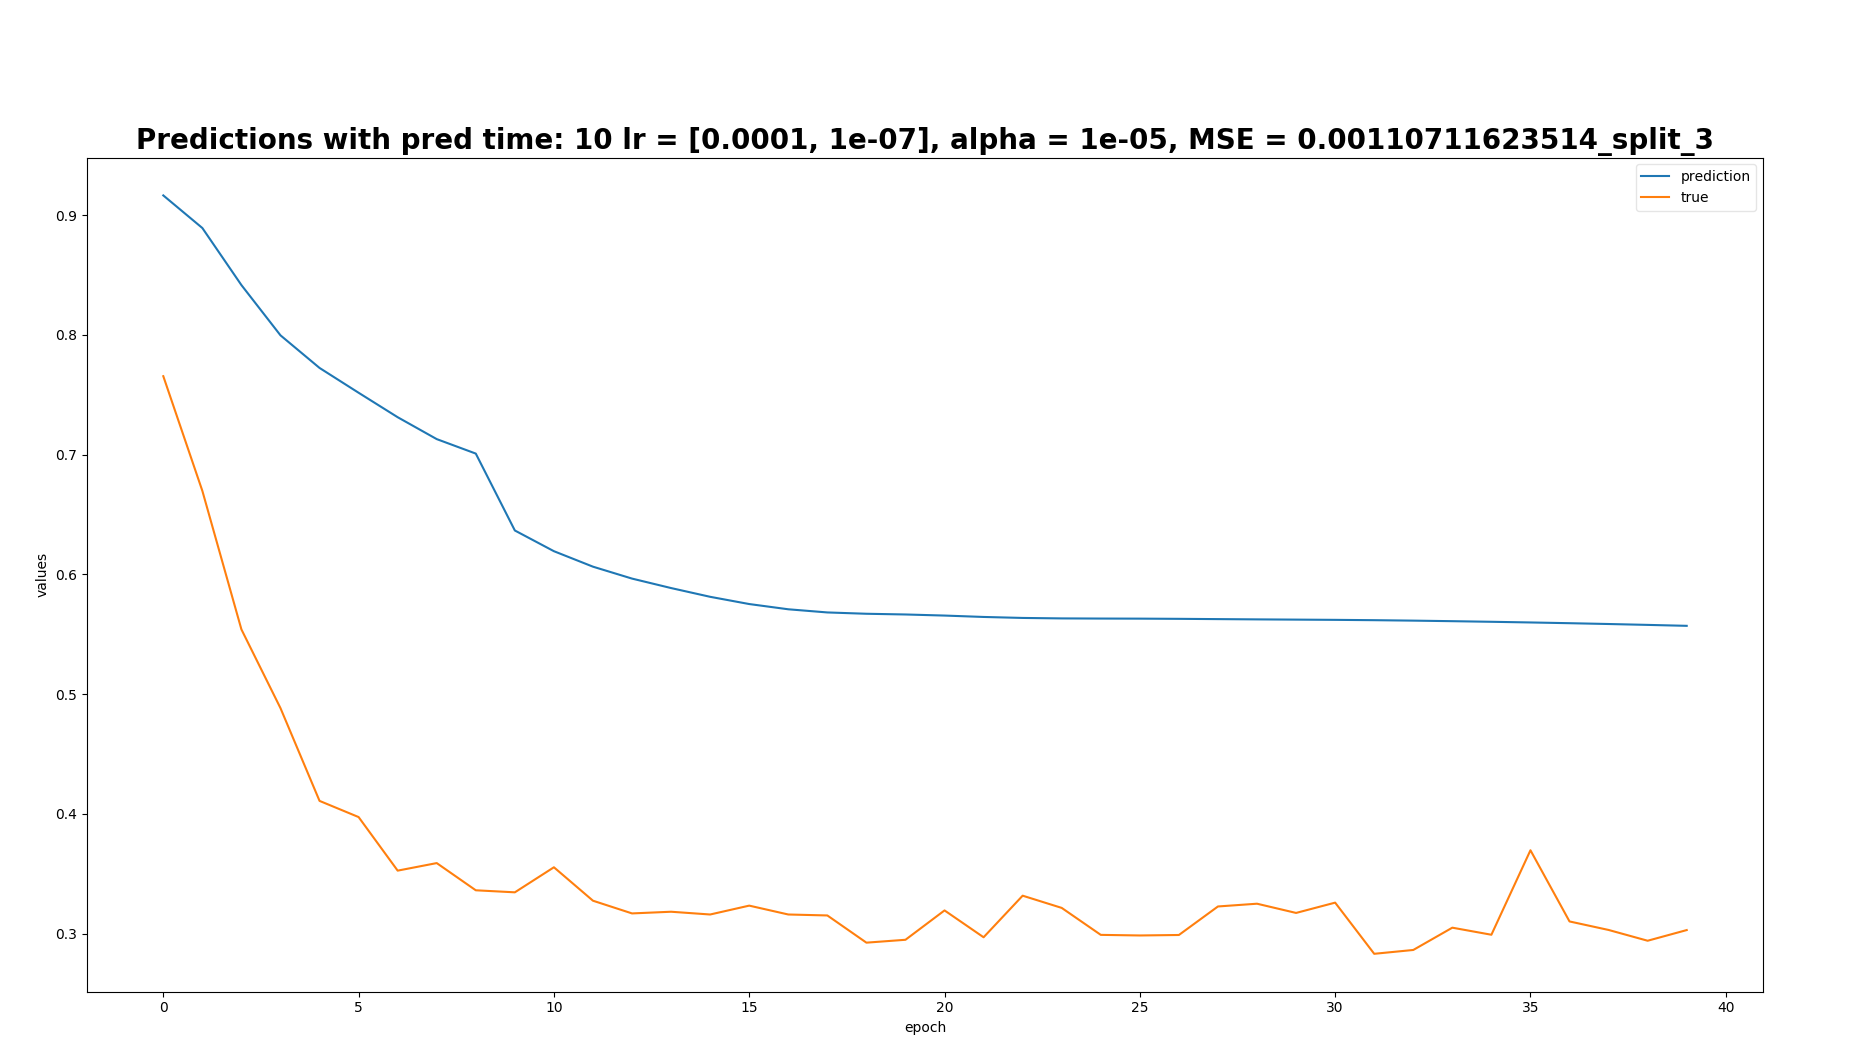 Predictions with pred time: 10 lr = [0.0001, 1e-07], alpha = 1e-05, MSE = 0.00110711623514_split_3
prediction
true
values
0.9
0.8
0.7
0.6
0.5
0.4
0.3
0 5 10 15 20 25 30 35 40
epoch